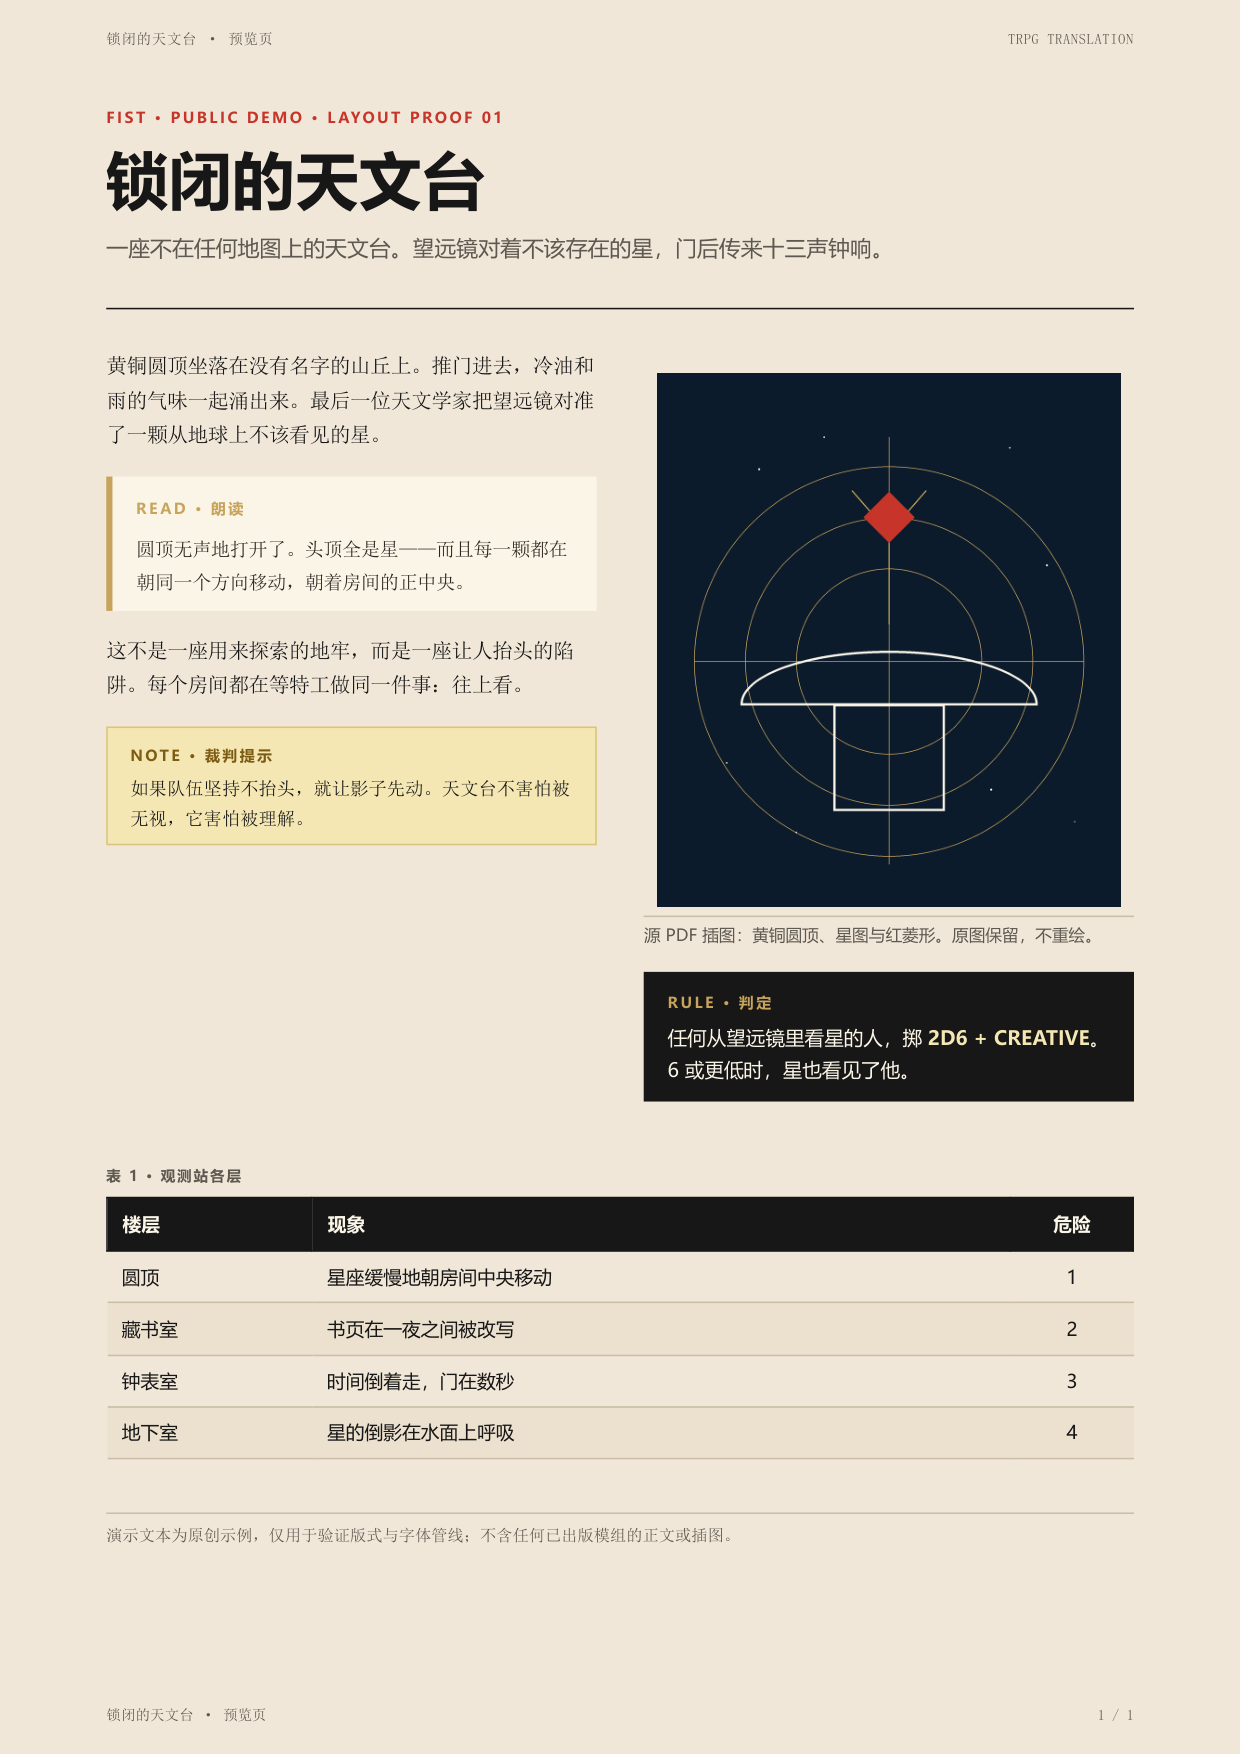 锁闭的天文台 • 预览页
TRPG TRANSLATION
FIST • PUBLIC DEMO • LAYOUT PROOF 01
锁闭的天文台
一座不在任何地图上的天文台。望远镜对着不该存在的星，门后传来十三声钟响。
黄铜圆顶坐落在没有名字的山丘上。推门进去，冷油和
雨的气味一起涌出来。最后一位天文学家把望远镜对准
了一颗从地球上不该看见的星。
READ • 朗读
圆顶无声地打开了。头顶全是星——而且每一颗都在
朝同一个方向移动，朝着房间的正中央。
这不是一座用来探索的地牢，而是一座让人抬头的陷
阱。每个房间都在等特工做同一件事：往上看。
NOTE • 裁判提示
如果队伍坚持不抬头，就让影子先动。天文台不害怕被
无视，它害怕被理解。
源 PDF 插图：黄铜圆顶、星图与红菱形。原图保留，不重绘。
RULE • 判定
任何从望远镜里看星的人，掷 2D6 + CREATIVE。
6 或更低时，星也看见了他。
表 1 • 观测站各层
楼层 现象 危险
圆顶 星座缓慢地朝房间中央移动 1
藏书室 书页在一夜之间被改写 2
钟表室 时间倒着走，门在数秒 3
地下室 星的倒影在水面上呼吸 4
演示文本为原创示例，仅用于验证版式与字体管线；不含任何已出版模组的正文或插图。
锁闭的天文台 • 预览页
1 / 1